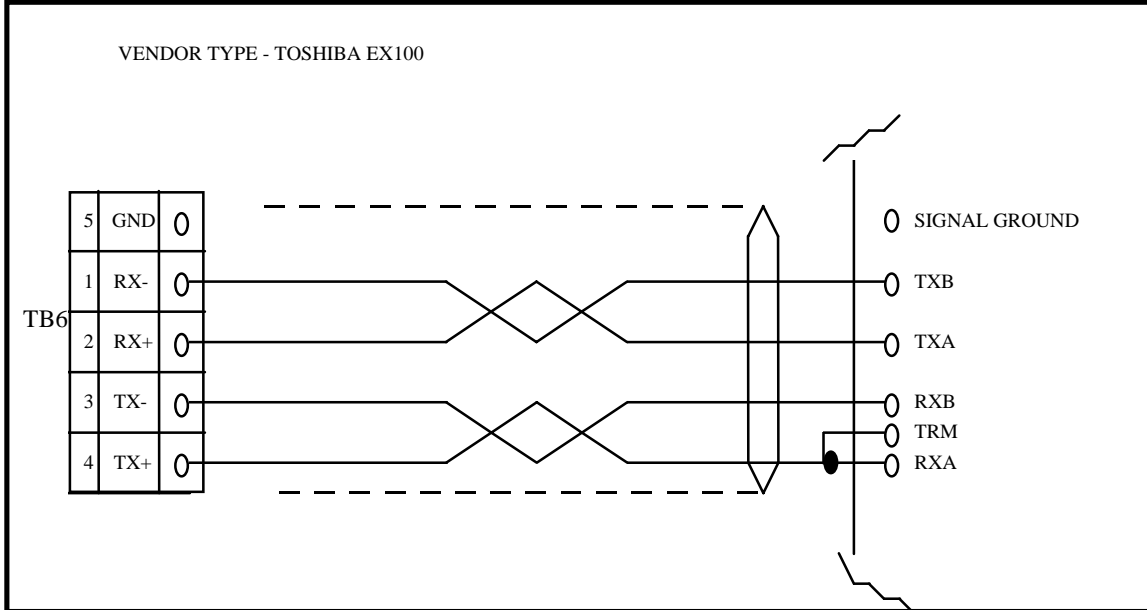 VENDOR TYPE - TOSHIBA EX100
5 GND SIGNAL GROUND
1 RX- TXB
TB6
2 RX+ TXA
3 TX- RXB
TRM
4 TX+ RXA